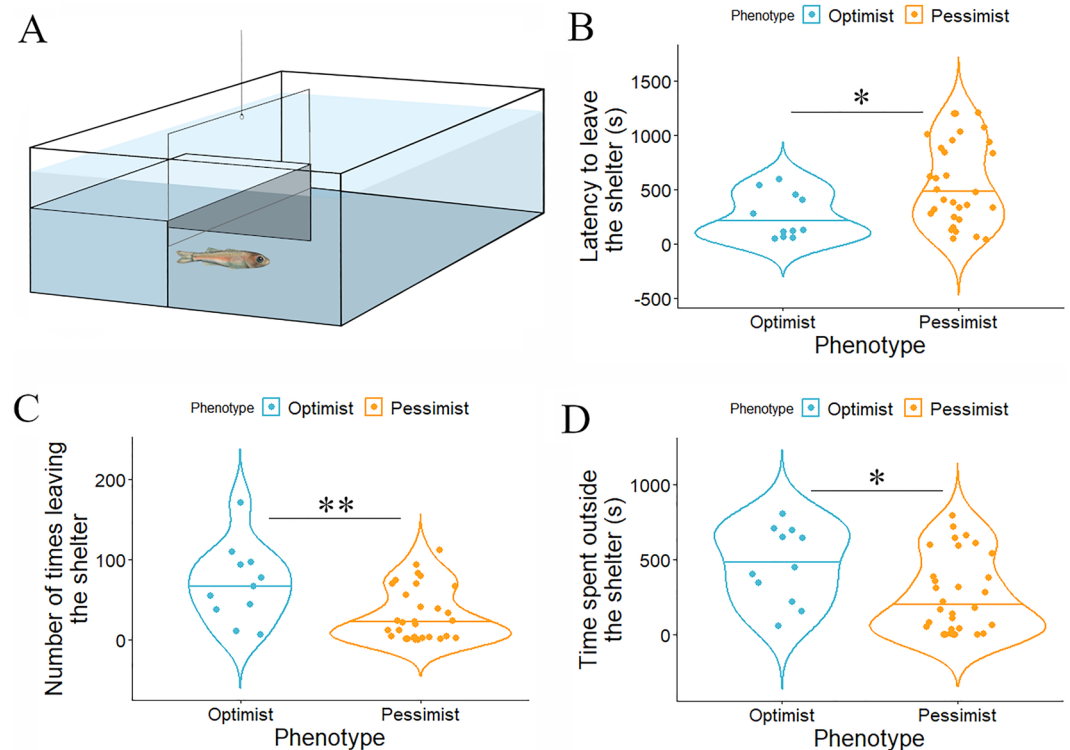 A
B
Phenotype Optimist Pessimist
Latency to leave
the shelter (s)
1500
1000
500
0
-500
*
Optimist Pessimist
Phenotype
C
Phenotype Optimist Pessimist
Number of times leaving
the shelter
200
100
0
**
Optimist Pessimist
Phenotype
D
Phenotype Optimist Pessimist
Time spent outside
the shelter (s)
1000
500
0
*
Optimist Pessimist
Phenotype